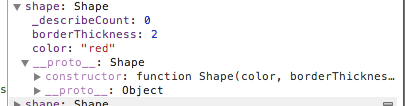 ▼ shape: Shape
_describeCount: 0
borderThickness: 2
color: "red"
▼ __proto__: Shape
▶ constructor: function Shape(color, borderThicknes…
s ▶ __proto__: Object
▶ shape: Shape